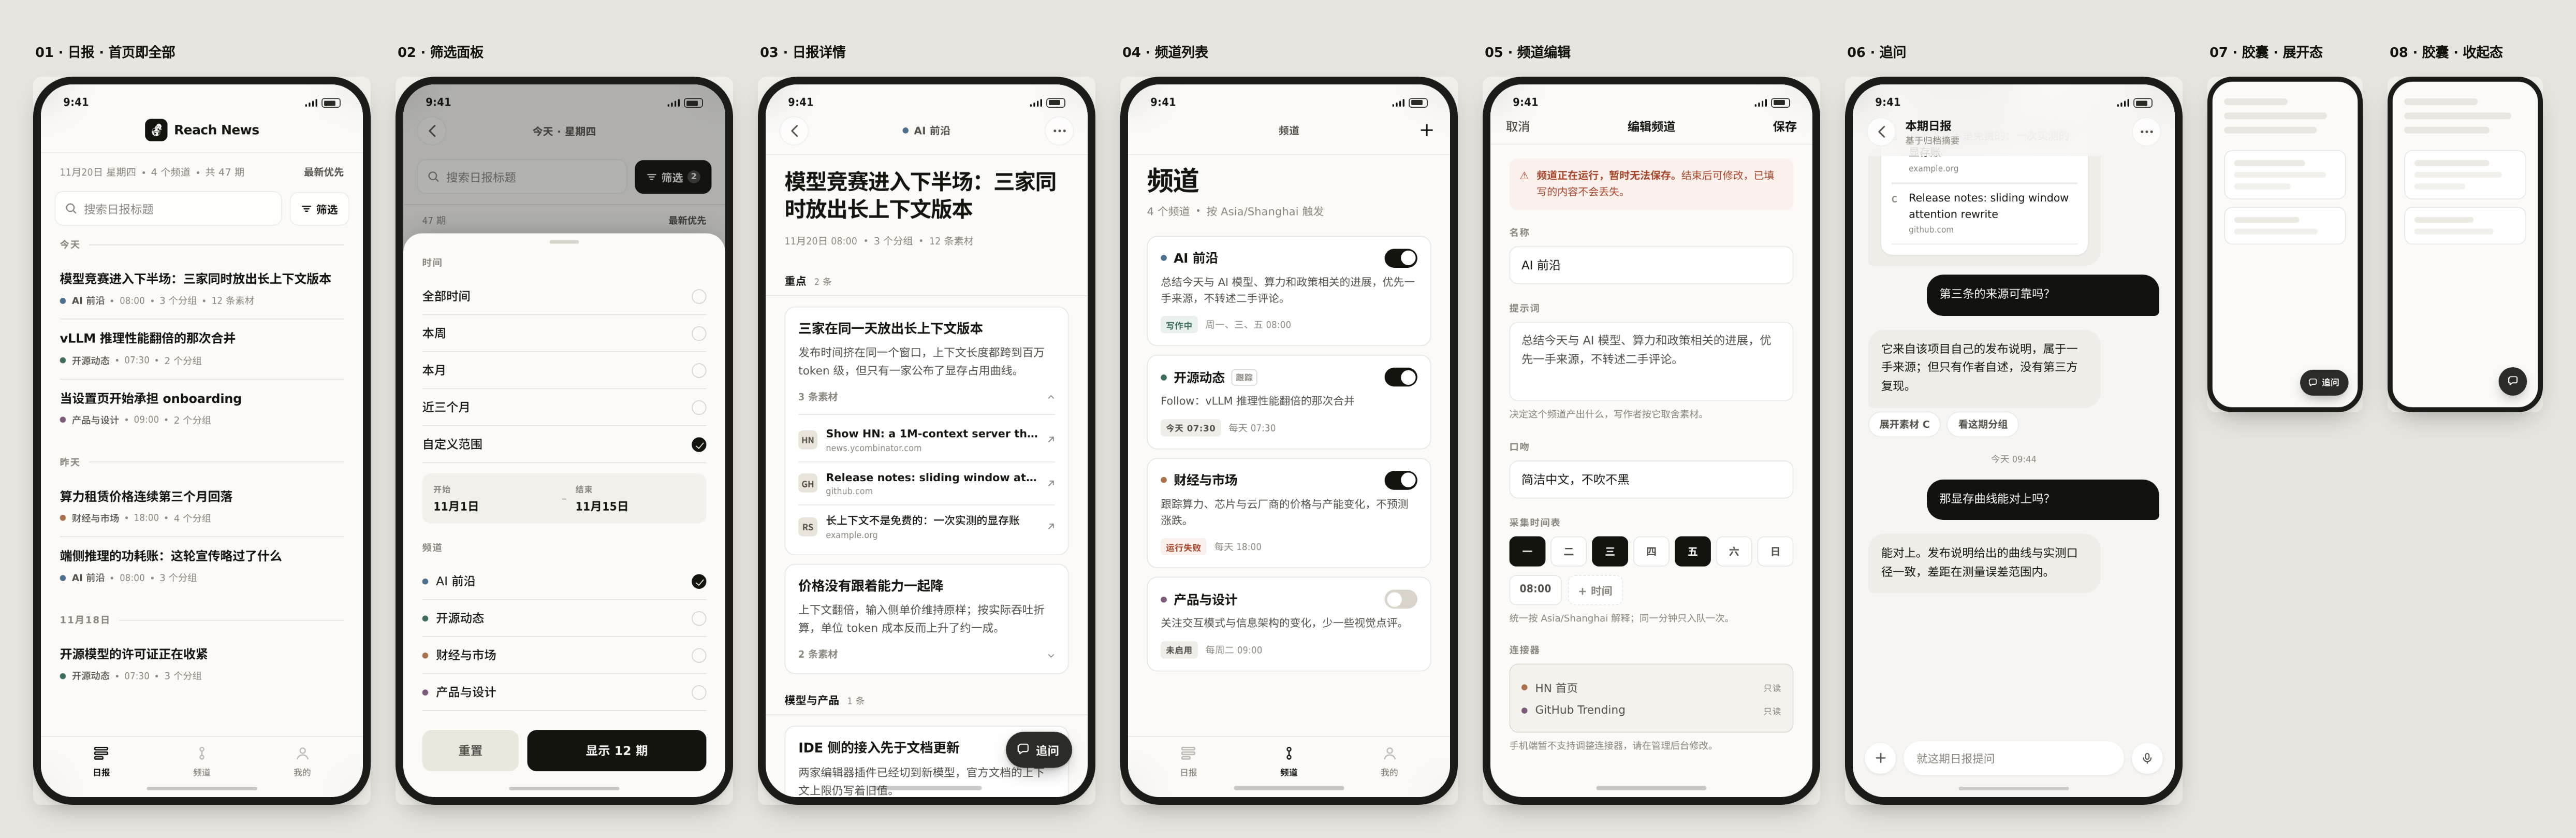 01 · 日报 · 首页即全部
9:41
Reach News
11月20日 星期四 • 4 个频道 • 共 47 期
最新优先
搜索日报标题
筛选
今天
模型竞赛进入下半场：三家同时放出长上下文版本
AI 前沿 • 08:00 • 3 个分组 • 12 条素材
vLLM 推理性能翻倍的那次合并
开源动态 • 07:30 • 2 个分组
当设置页开始承担 onboarding
产品与设计 • 09:00 • 2 个分组
昨天
算力租赁价格连续第三个月回落
财经与市场 • 18:00 • 4 个分组
端侧推理的功耗账：这轮宣传略过了什么
AI 前沿 • 08:00 • 3 个分组
11月18日
开源模型的许可证正在收紧
开源动态 • 07:30 • 3 个分组
日报
频道
我的
02 · 筛选面板
9:41
今天 · 星期四
搜索日报标题
筛选 2
47 期
最新优先
时间
全部时间
本周
本月
近三个月
自定义范围
开始
11月1日
–
结束
11月15日
频道
AI 前沿
开源动态
财经与市场
产品与设计
重置
显示 12 期
03 · 日报详情
9:41
AI 前沿
模型竞赛进入下半场：三家同
时放出长上下文版本
11月20日 08:00 • 3 个分组 • 12 条素材
重点 2 条
三家在同一天放出长上下文版本
发布时间挤在同一个窗口，上下文长度都跨到百万
token 级，但只有一家公布了显存占用曲线。
3 条素材
HN
Show HN: a 1M-context server th…
news.ycombinator.com
GH
Release notes: sliding window at…
github.com
RS
长上下文不是免费的：一次实测的显存账
example.org
价格没有跟着能力一起降
上下文翻倍，输入侧单价维持原样；按实际吞吐折
算，单位 token 成本反而上升了约一成。
2 条素材
模型与产品 1 条
IDE 侧的接入先于文档更新
两家编辑器插件已经切到新模型，官方文档的上下
文上限仍写着旧值。
追问
04 · 频道列表
9:41
频道
频道
4 个频道 • 按 Asia/Shanghai 触发
AI 前沿
总结今天与 AI 模型、算力和政策相关的进展，优先一
手来源，不转述二手评论。
写作中 周一、三、五 08:00
开源动态 跟踪
Follow：vLLM 推理性能翻倍的那次合并
今天 07:30 每天 07:30
财经与市场
跟踪算力、芯片与云厂商的价格与产能变化，不预测
涨跌。
运行失败 每天 18:00
产品与设计
关注交互模式与信息架构的变化，少一些视觉点评。
未启用 每周二 09:00
日报
频道
我的
05 · 频道编辑
9:41
取消
编辑频道
保存
频道正在运行，暂时无法保存。结束后可修改，已填
写的内容不会丢失。
名称
AI 前沿
提示词
总结今天与 AI 模型、算力和政策相关的进展，优
先一手来源，不转述二手评论。
决定这个频道产出什么，写作者按它取舍素材。
口吻
简洁中文，不吹不黑
采集时间表
一 二 三 四 五 六 日
08:00
+ 时间
统一按 Asia/Shanghai 解释；同一分钟只入队一次。
连接器
HN 首页 只读
GitHub Trending 只读
手机端暂不支持调整连接器，请在管理后台修改。
06 · 追问
9:41
本期日报
基于归档摘要
显存账
example.org
C
Release notes: sliding window
attention rewrite
github.com
第三条的来源可靠吗？
它来自该项目自己的发布说明，属于一
手来源；但只有作者自述，没有第三方
复现。
展开素材 C
看这期分组
今天 09:44
那显存曲线能对上吗？
能对上。发布说明给出的曲线与实测口
径一致，差距在测量误差范围内。
就这期日报提问
07 · 胶囊 · 展开态
追问
08 · 胶囊 · 收起态